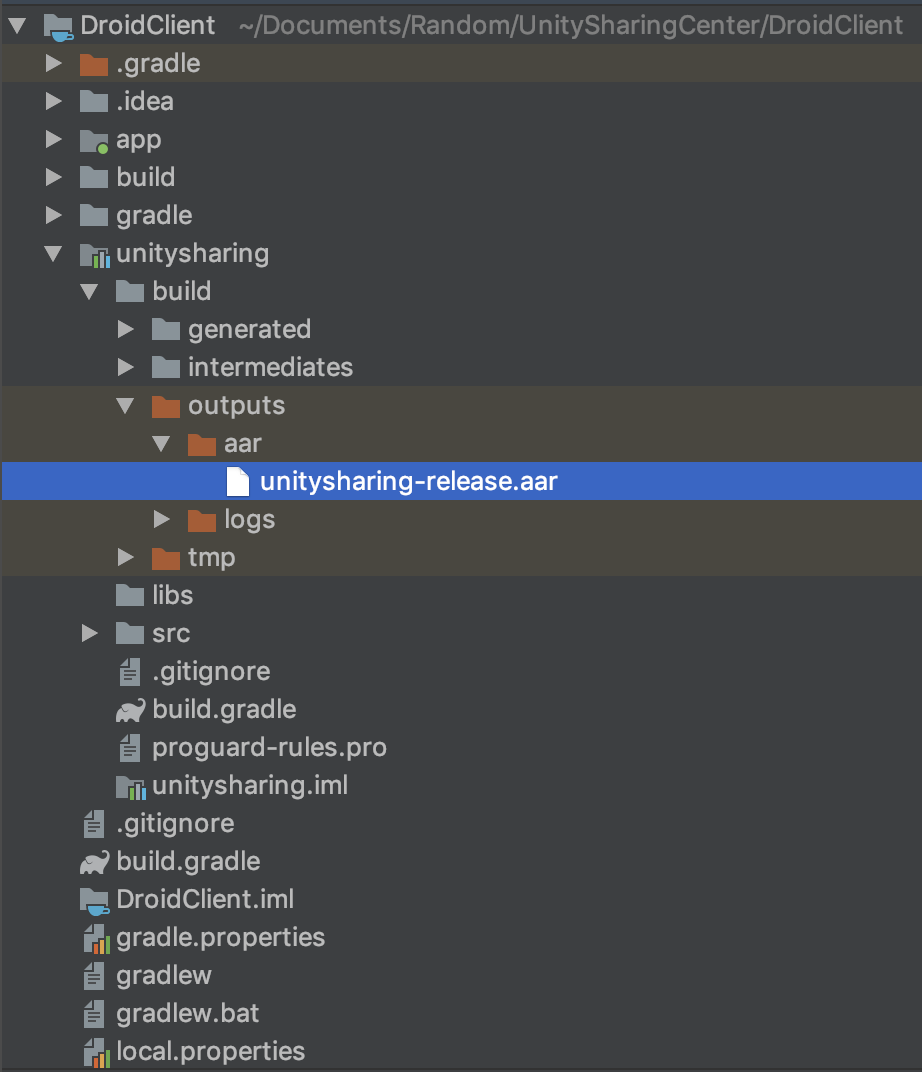 DroidClient ~/Documents/Random/UnitySharingCenter/DroidClient
.gradle
.idea
app
build
gradle
unitysharing
build
generated
intermediates
outputs
aar
unitysharing-release.aar
logs
tmp
libs
src
.gitignore
build.gradle
proguard-rules.pro
unitysharing.iml
.gitignore
build.gradle
DroidClient.iml
gradle.properties
gradlew
gradlew.bat
local.properties